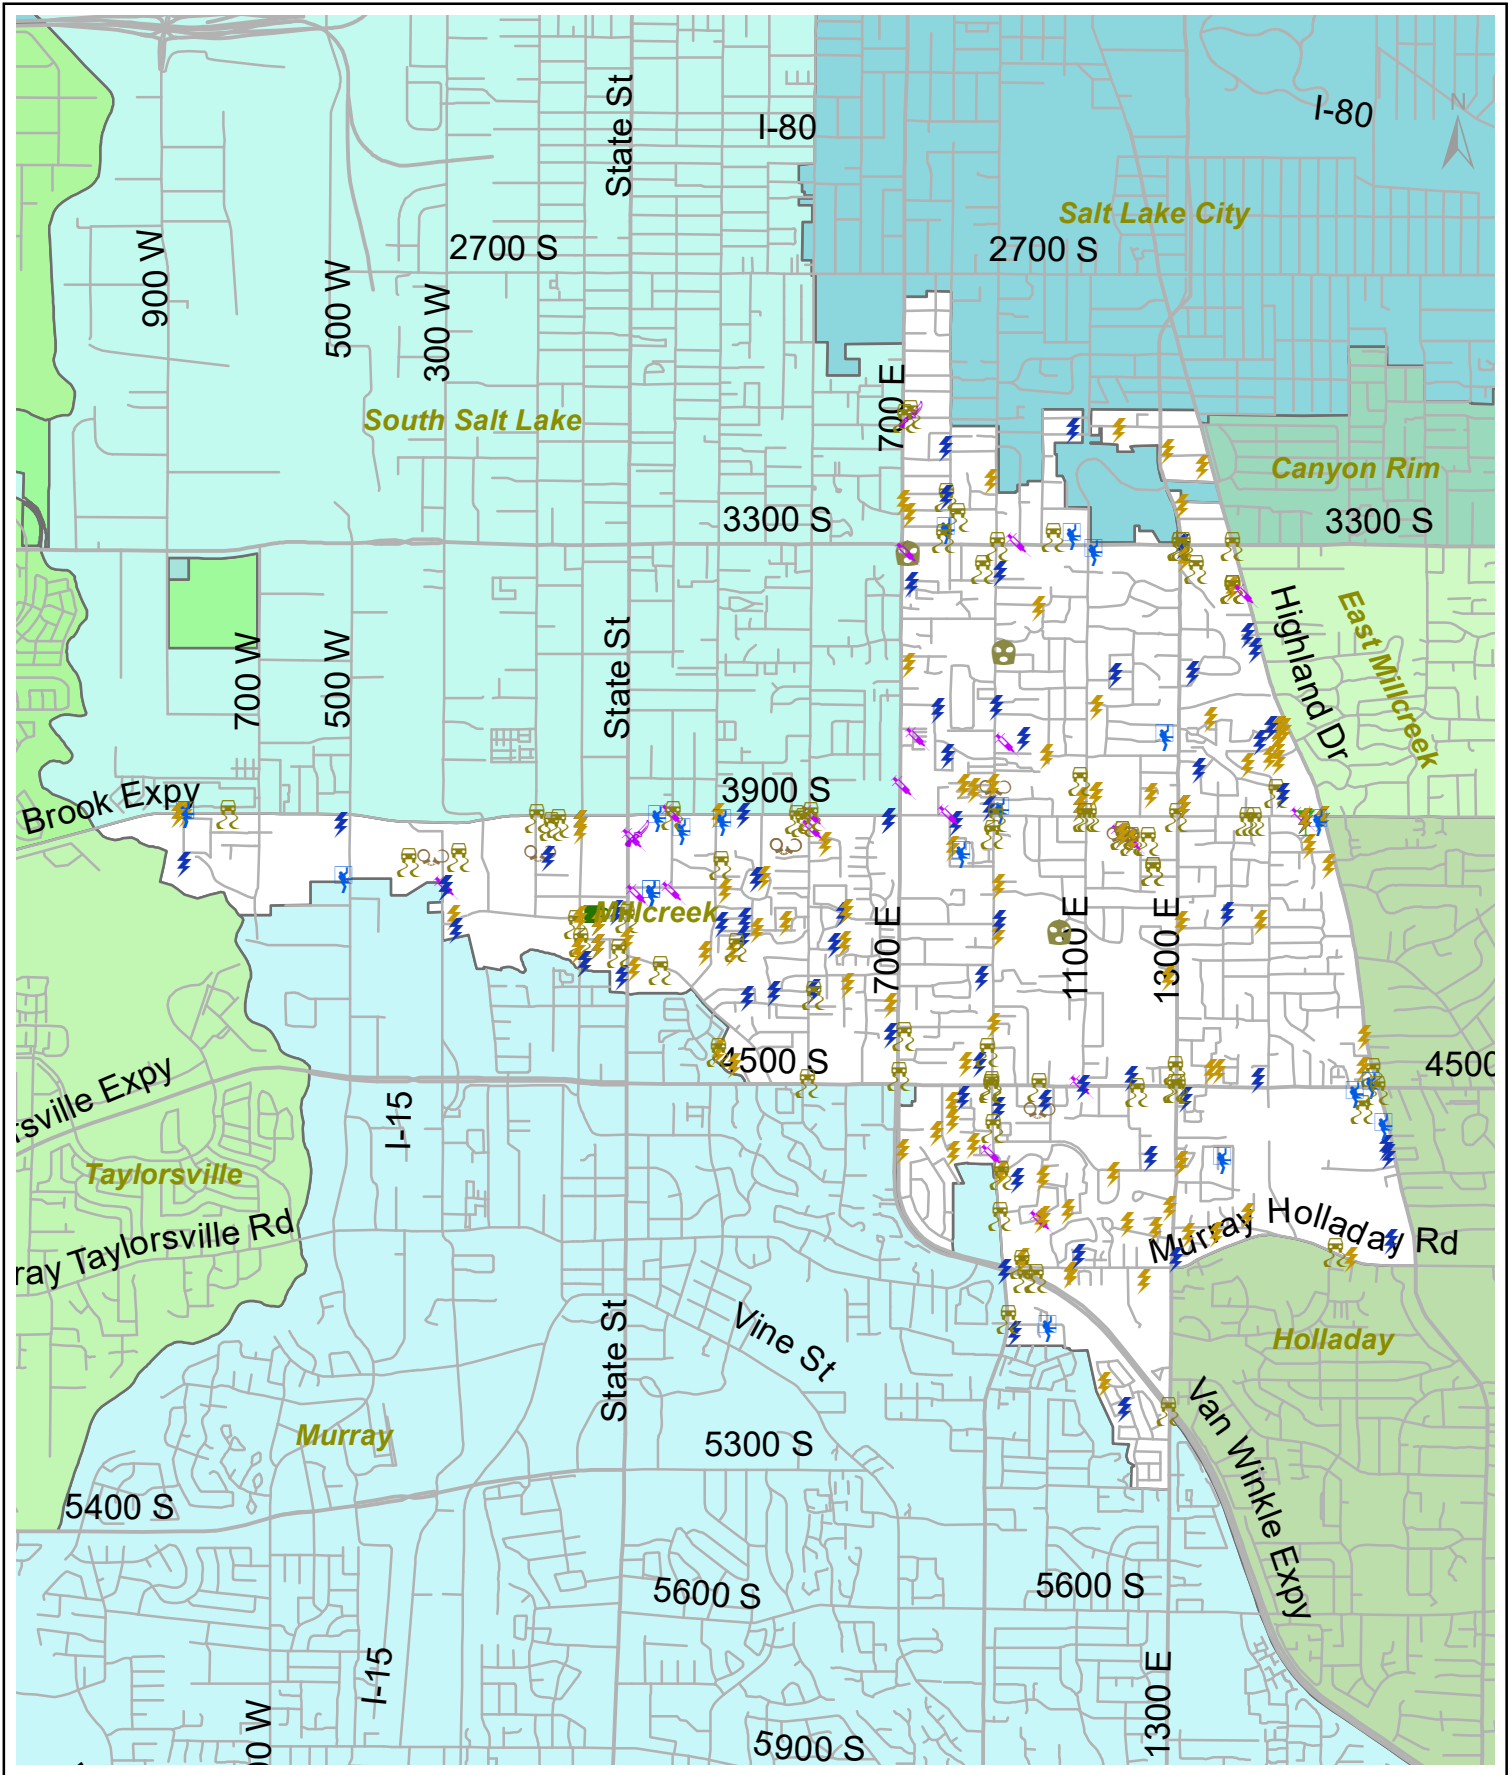 I-80
State St
I-80
N
Salt Lake City
2700 S
2700 S
900 W
500 W
300 W
700 E
South Salt Lake
Canyon Rim
3300 S
3300 S
Highland Dr
East Millcreek
700 W
500 W
State St
Brook Expy
3900 S
Millcreek
700 E
1100 E
1300 E
4500 S
4500
rsville Expy
I-15
Taylorsville
ray Taylorsville Rd
Murray Holladay Rd
State St
Vine St
Holladay
Murray
5300 S
Van Winkle Expy
5400 S
5600 S
5600 S
I-15
1300 E
00 W
5900 S